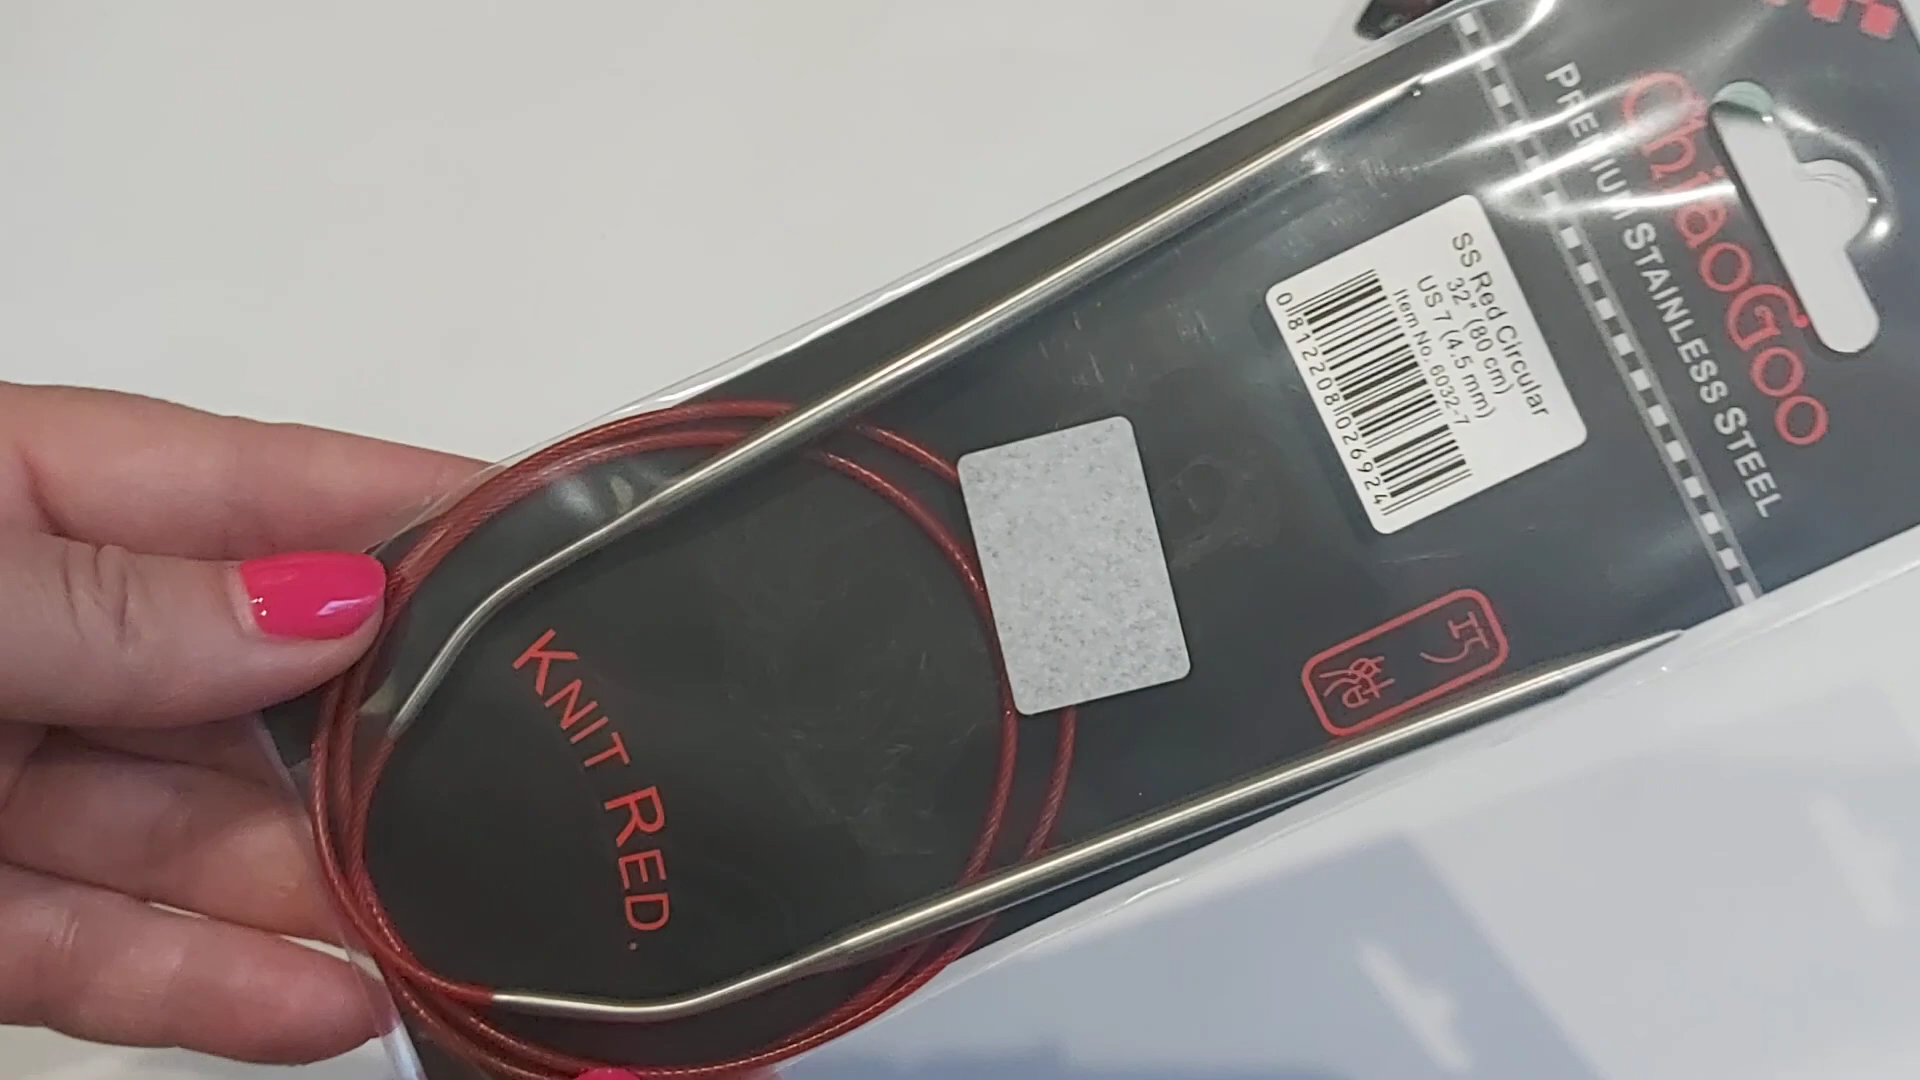 ChiaoGoo
PREMIUM STAINLESS STEEL
SS Red Circular
32" (80 cm)
US 7 (4.5 mm)
Item No. 6032-7
0 812208 026924
巧
KNIT RED.